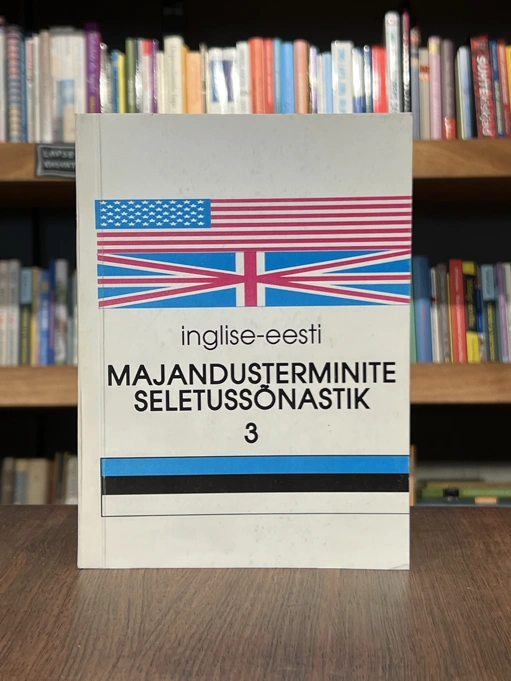 inglise-eesti
MAJANDUSTERMINITE
SELETUSSÕNASTIK
3